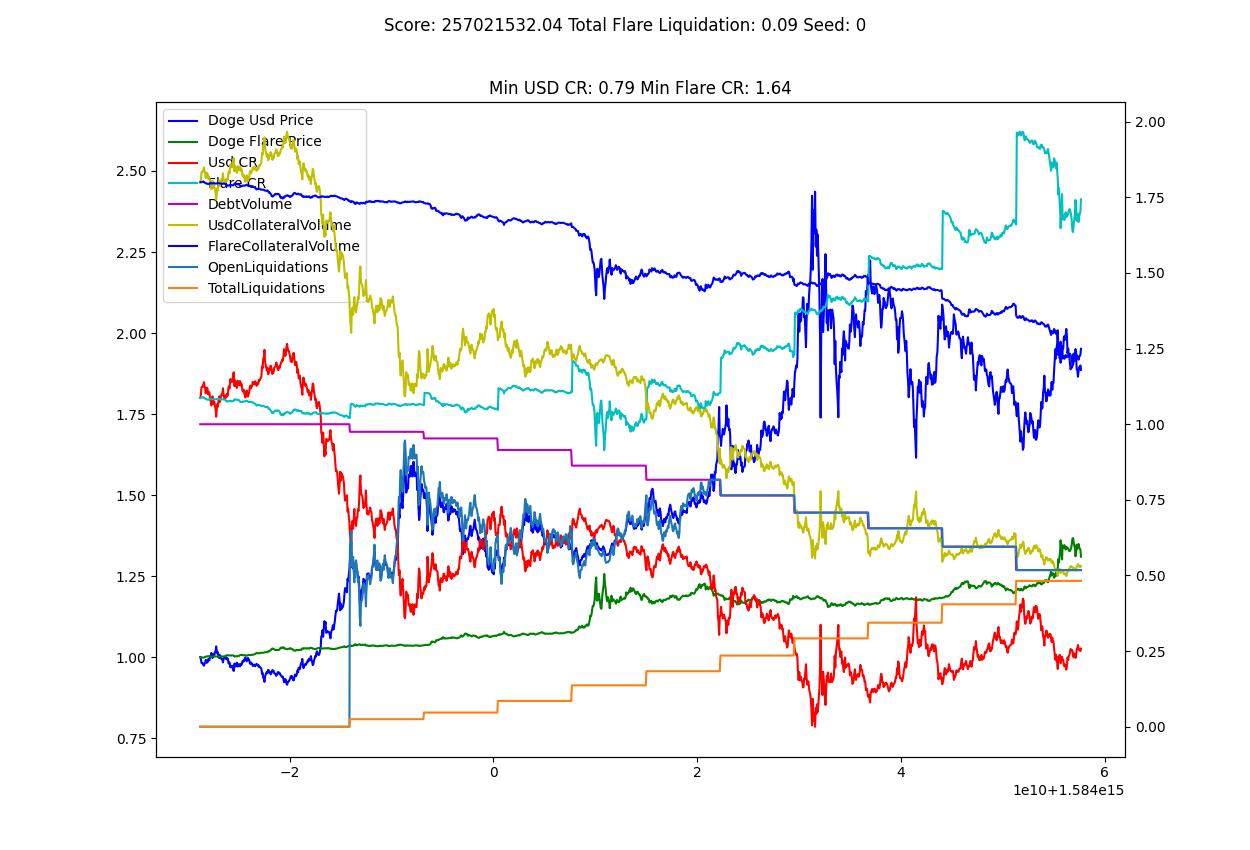 Score: 257021532.04 Total Flare Liquidation: 0.09 Seed: 0
Min USD CR: 0.79 Min Flare CR: 1.64
Doge Usd Price
Doge Flare Price
Usd CR
Flare CR
DebtVolume
UsdCollateralVolume
FlareCollateralVolume
OpenLiquidations
TotalLiquidations
2.50
2.25
2.00
1.75
1.50
1.25
1.00
0.75
2.00
1.75
1.50
1.25
1.00
0.75
0.50
0.25
0.00
−2 0 2 4 6
1e10+1.584e15